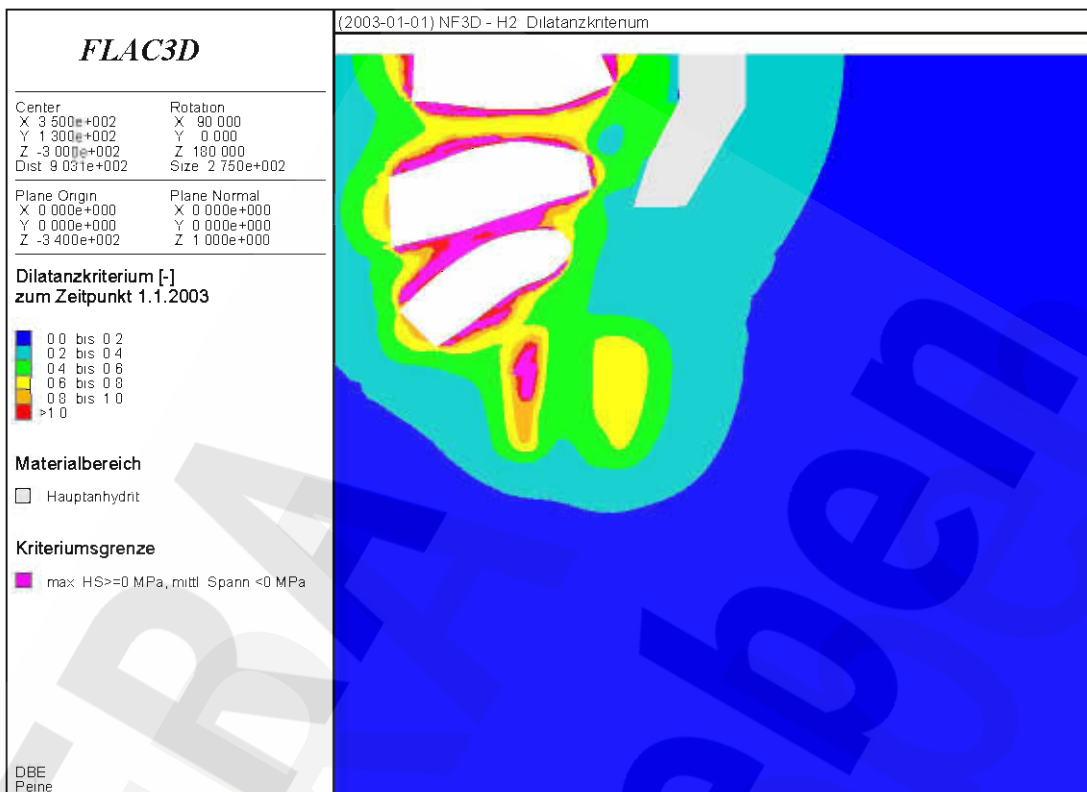 (2003-01-01) NF3D - H2 Dilatanzkriterium
FLAC3D
Center
X 3 500e+002
Y 1 300e+002
Z -3 000e+002
Dist 9 031e+002
Rotation
X 90 000
Y 0 000
Z 180 000
Size 2 750e+002
Plane Origin
X 0 000e+000
Y 0 000e+000
Z -3 400e+002
Plane Normal
X 0 000e+000
Y 0 000e+000
Z 1 000e+000
Dilatanzkriterium [-]
zum Zeitpunkt 1.1.2003
0 0 bis 0 2
0 2 bis 0 4
0 4 bis 0 6
0 6 bis 0 8
0 8 bis 1 0
>1 0
Materialbereich
Hauptanhydrit
Kriteriumsgrenze
max HS>=0 MPa, mittl Spann <0 MPa
DBE
Peine